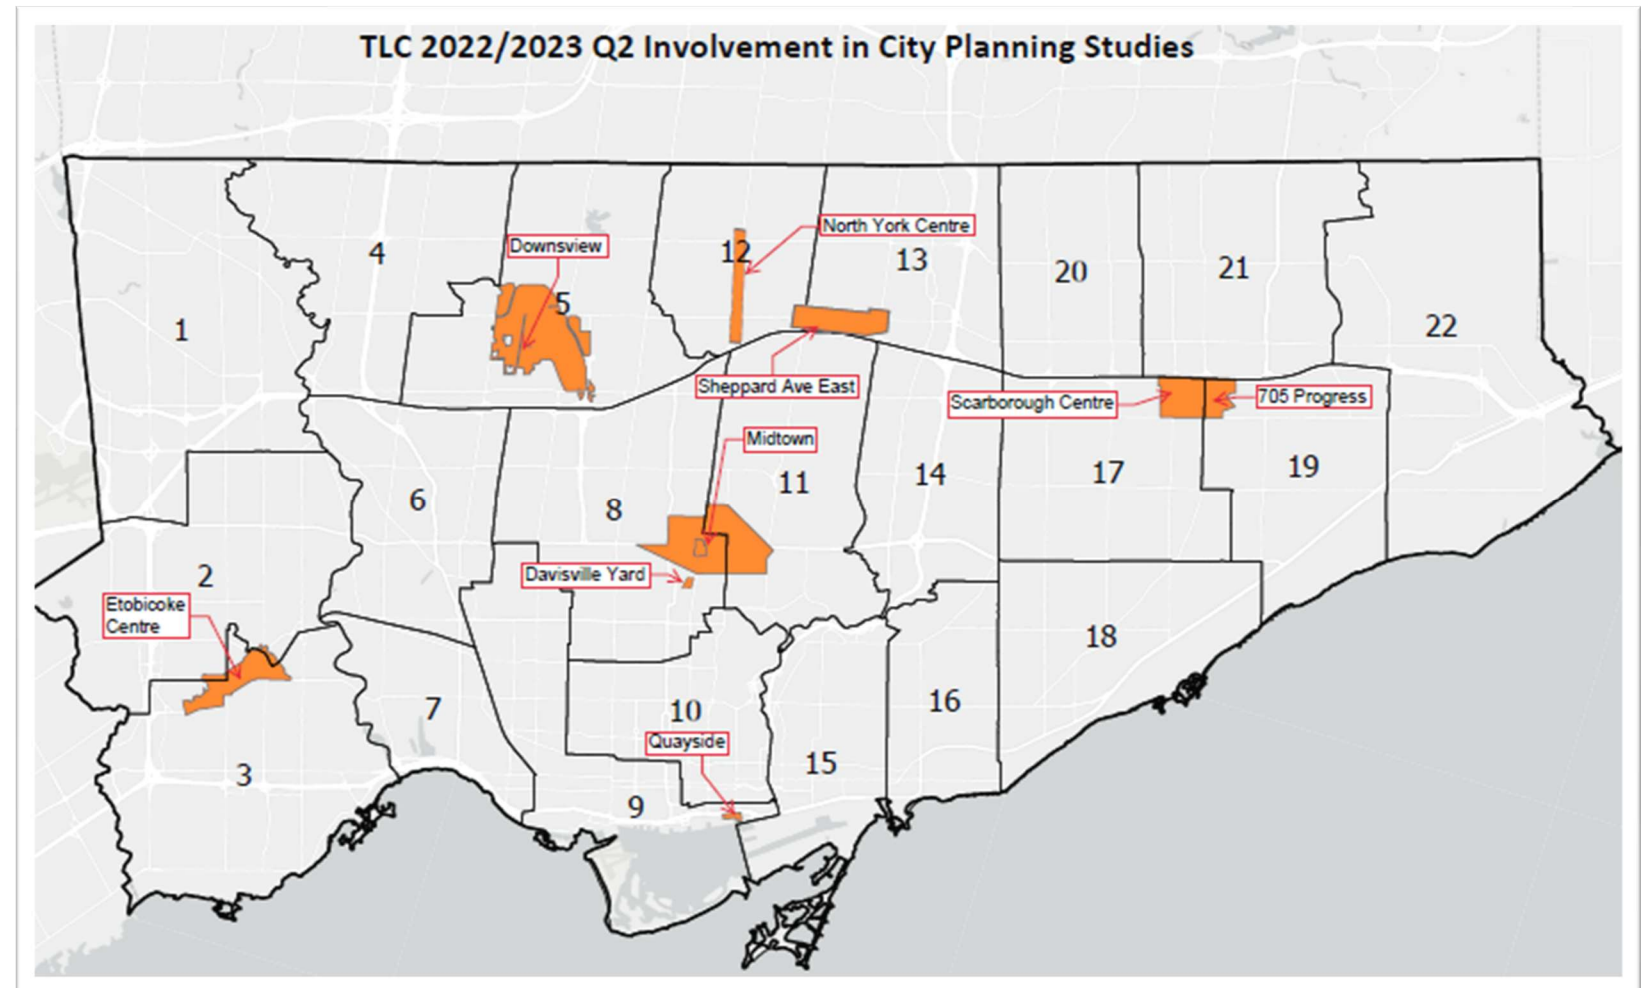 TLC 2022/2023 Q2 Involvement in City Planning Studies
North York Centre
12
Downsview
4
13
21
20
5
22
1
Sheppard Ave East
Scarborough Centre
705 Progress
Midtown
19
17
14
11
6
8
Davisville Yard
2
Etobicoke
Centre
18
16
7
10
Quayside
15
3
9